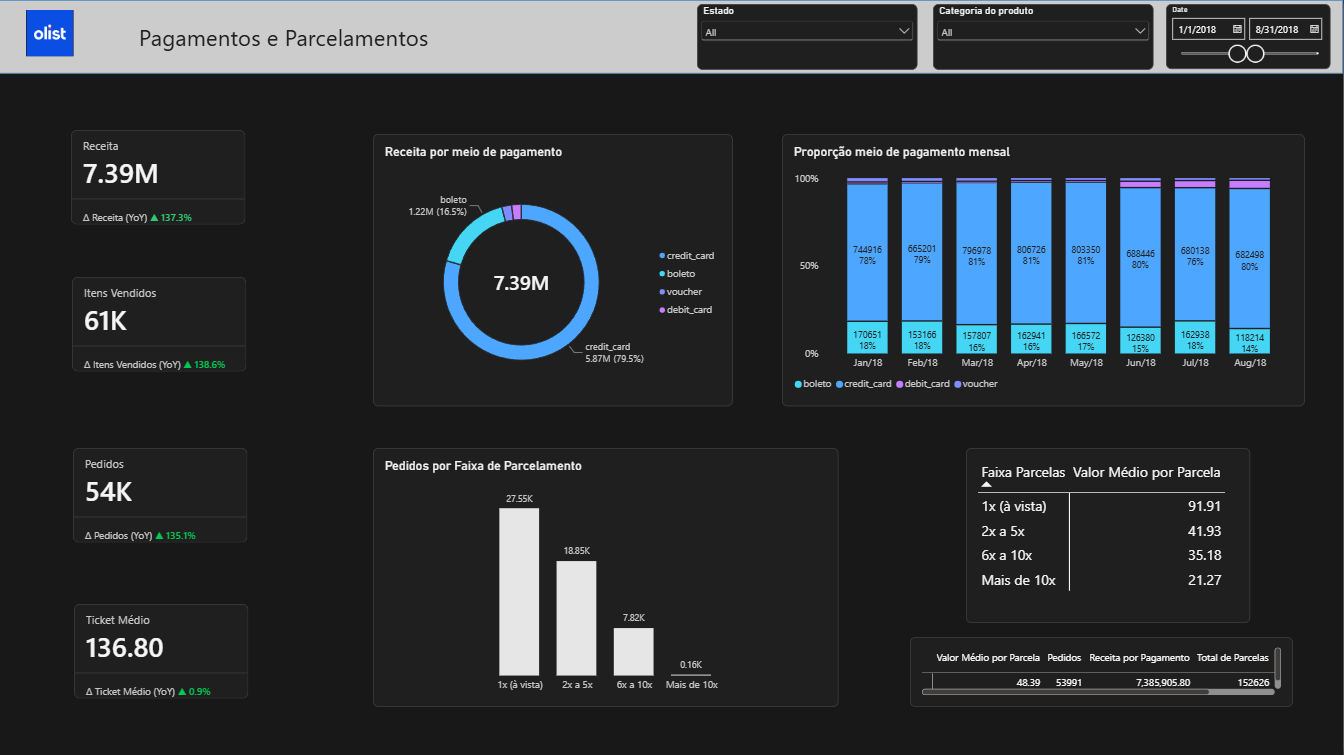 olist
Pagamentos e Parcelamentos
Estado
All
Categoria do produto
All
Date
1/1/2018
8/31/2018
Receita
7.39M
Δ Receita (YoY) ▲ 137.3%
Itens Vendidos
61K
Δ Itens Vendidos (YoY) ▲ 138.6%
Pedidos
54K
Δ Pedidos (YoY) ▲ 135.1%
Ticket Médio
136.80
Δ Ticket Médio (YoY) ▲ 0.9%
Receita por meio de pagamento
boleto
1.22M (16.5%)
7.39M
credit_card
5.87M (79.5%)
credit_card
boleto
voucher
debit_card
Proporção meio de pagamento mensal
100%
50%
0%
744916 665201 796978 806726 803350 688446 680138 682498
78% 79% 81% 81% 81% 80% 76% 80%
170651 153166 157807 162941 166572 126380 162938 118214
18% 18% 16% 16% 17% 15% 18% 14%
Jan/18 Feb/18 Mar/18 Apr/18 May/18 Jun/18 Jul/18 Aug/18
boleto credit_card debit_card voucher
Pedidos por Faixa de Parcelamento
27.55K
18.85K
7.82K
0.16K
1x (à vista) 2x a 5x 6x a 10x Mais de 10x
Faixa Parcelas Valor Médio por Parcela
1x (à vista) 91.91
2x a 5x 41.93
6x a 10x 35.18
Mais de 10x 21.27
Valor Médio por Parcela Pedidos Receita por Pagamento Total de Parcelas
48.39 53991 7,385,905.80 152626